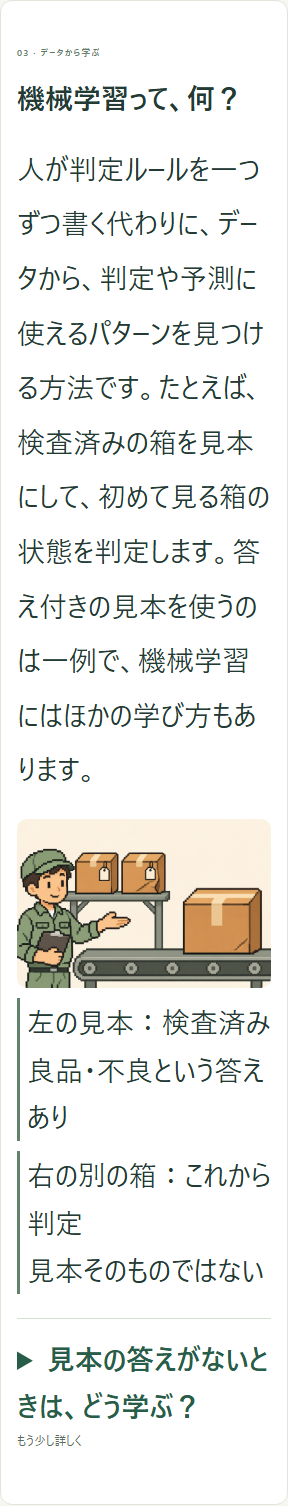 03 · データから学ぶ
機械学習って、何？
人が判定ルールを一つ
ずつ書く代わりに、デー
タから、判定や予測に
使えるパターンを見つけ
る方法です。たとえば、
検査済みの箱を見本
にして、初めて見る箱の
状態を判定します。答
え付きの見本を使うの
は一例で、機械学習
にはほかの学び方もあ
ります。
左の見本：検査済み
良品・不良という答え
あり
右の別の箱：これから
判定
見本そのものではない
▶ 見本の答えがないと
きは、どう学ぶ？
もう少し詳しく